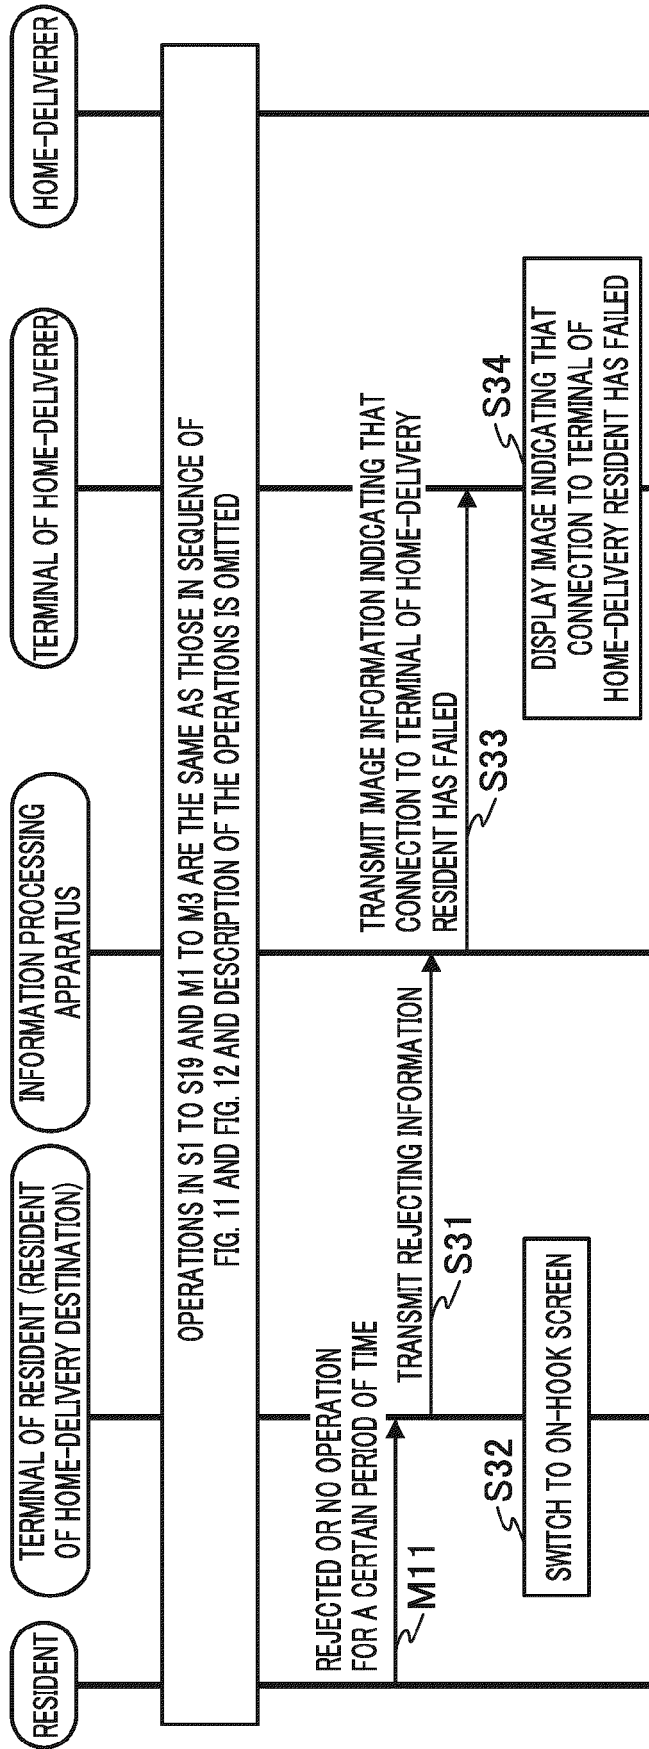 RESIDENT
TERMINAL OF RESIDENT (RESIDENT
OF HOME-DELIVERY DESTINATION)
INFORMATION PROCESSING
APPARATUS
TERMINAL OF HOME-DELIVERER
HOME-DELIVERER
OPERATIONS IN S1 TO S19 AND M1 TO M3 ARE THE SAME AS THOSE IN SEQUENCE OF
FIG. 11 AND FIG. 12 AND DESCRIPTION OF THE OPERATIONS IS OMITTED
REJECTED OR NO OPERATION
FOR A CERTAIN PERIOD OF TIME
M11
TRANSMIT REJECTING INFORMATION
S31
TRANSMIT IMAGE INFORMATION INDICATING THAT
CONNECTION TO TERMINAL OF HOME-DELIVERY
RESIDENT HAS FAILED
S33
S32
SWITCH TO ON-HOOK SCREEN
S34
DISPLAY IMAGE INDICATING THAT
CONNECTION TO TERMINAL OF
HOME-DELIVERY RESIDENT HAS FAILED